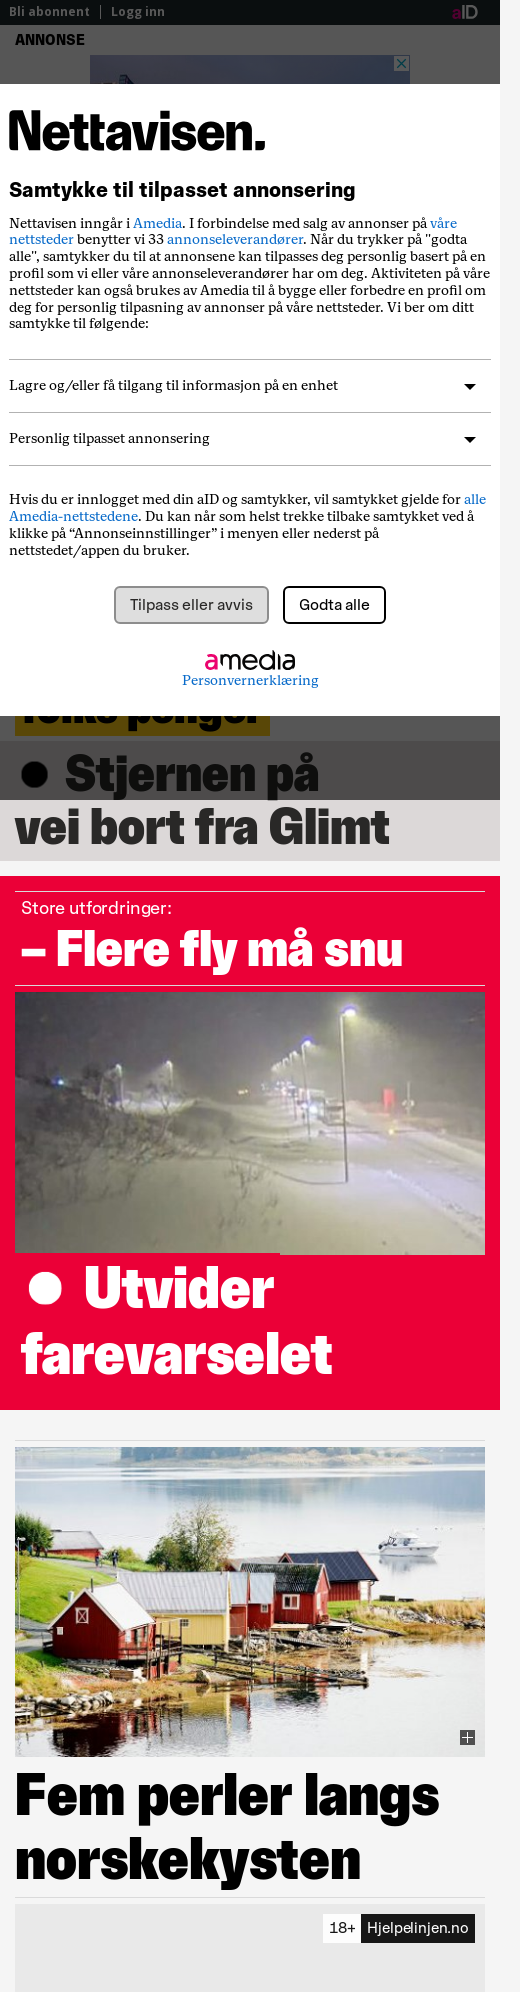 Bli abonnent | Logg inn
aID
ANNONSE
Nettavisen.
Samtykke til tilpasset annonsering
Nettavisen inngår i Amedia. I forbindelse med salg av annonser på våre
nettsteder benytter vi 33 annonseleverandører. Når du trykker på "godta
alle", samtykker du til at annonsene kan tilpasses deg personlig basert på en
profil som vi eller våre annonseleverandører har om deg. Aktiviteten på våre
nettsteder kan også brukes av Amedia til å bygge eller forbedre en profil om
deg for personlig tilpasning av annonser på våre nettsteder. Vi ber om ditt
samtykke til følgende:
Lagre og/eller få tilgang til informasjon på en enhet
Personlig tilpasset annonsering
Hvis du er innlogget med din aID og samtykker, vil samtykket gjelde for alle
Amedia-nettstedene. Du kan når som helst trekke tilbake samtykket ved å
klikke på “Annonseinnstillinger” i menyen eller nederst på
nettstedet/appen du bruker.
Tilpass eller avvis
Godta alle
amedia
Personvernerklæring
folks penger
Stjernen på
vei bort fra Glimt
Store utfordringer:
– Flere fly må snu
Utvider
farevarselet
Fem perler langs
norskekysten
18+ Hjelpelinjen.no